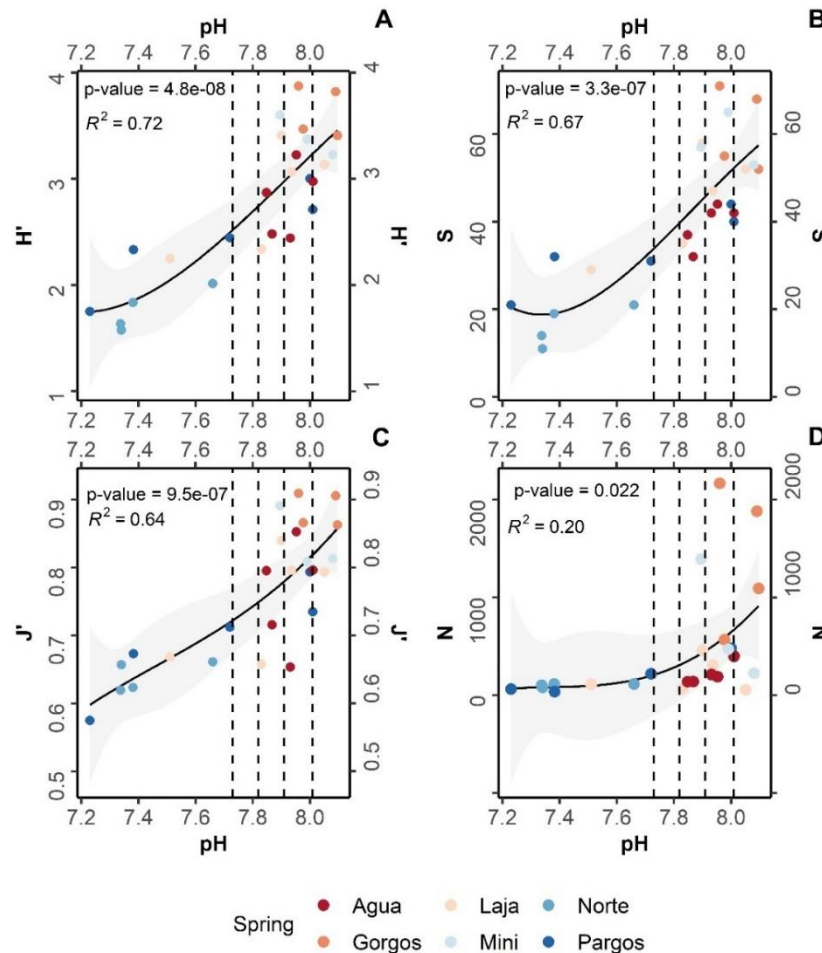 A
B
pH
pH
7.2 7.4 7.6 7.8 8.0
7.2 7.4 7.6 7.8 8.0
p-value = 4.8e-08
R² = 0.72
p-value = 3.3e-07
R² = 0.67
H'
1 2 3 4
H'
1 2 3 4
S
0 20 40 60
S
0 20 40 60
7.2 7.4 7.6 7.8 8.0
7.2 7.4 7.6 7.8 8.0
C
D
7.2 7.4 7.6 7.8 8.0
7.2 7.4 7.6 7.8 8.0
p-value = 9.5e-07
R² = 0.64
p-value = 0.022
R² = 0.20
J'
0.5 0.6 0.7 0.8 0.9
J'
0.5 0.6 0.7 0.8 0.9
N
0 1000 2000
N
0 1000 2000
7.2 7.4 7.6 7.8 8.0
7.2 7.4 7.6 7.8 8.0
pH
pH
Spring
Agua Laja Norte
Gorgos Mini Pargos